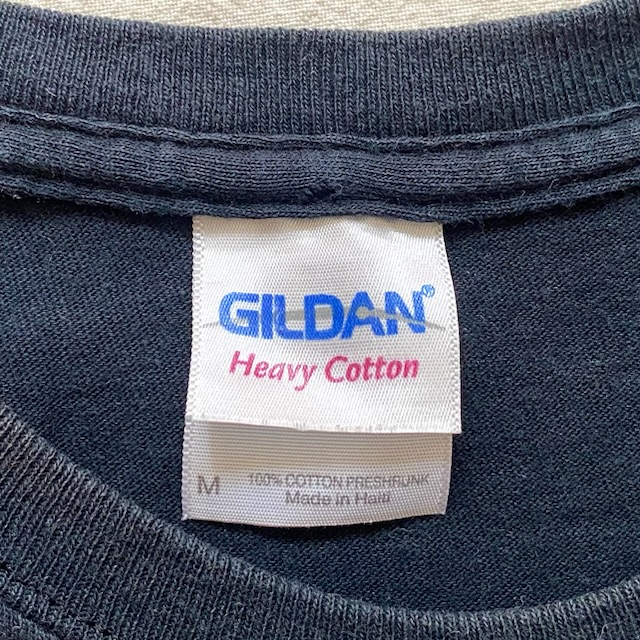 GILDAN®
Heavy Cotton
M 100% COTTON PRESHRUNK
Made in Haiti